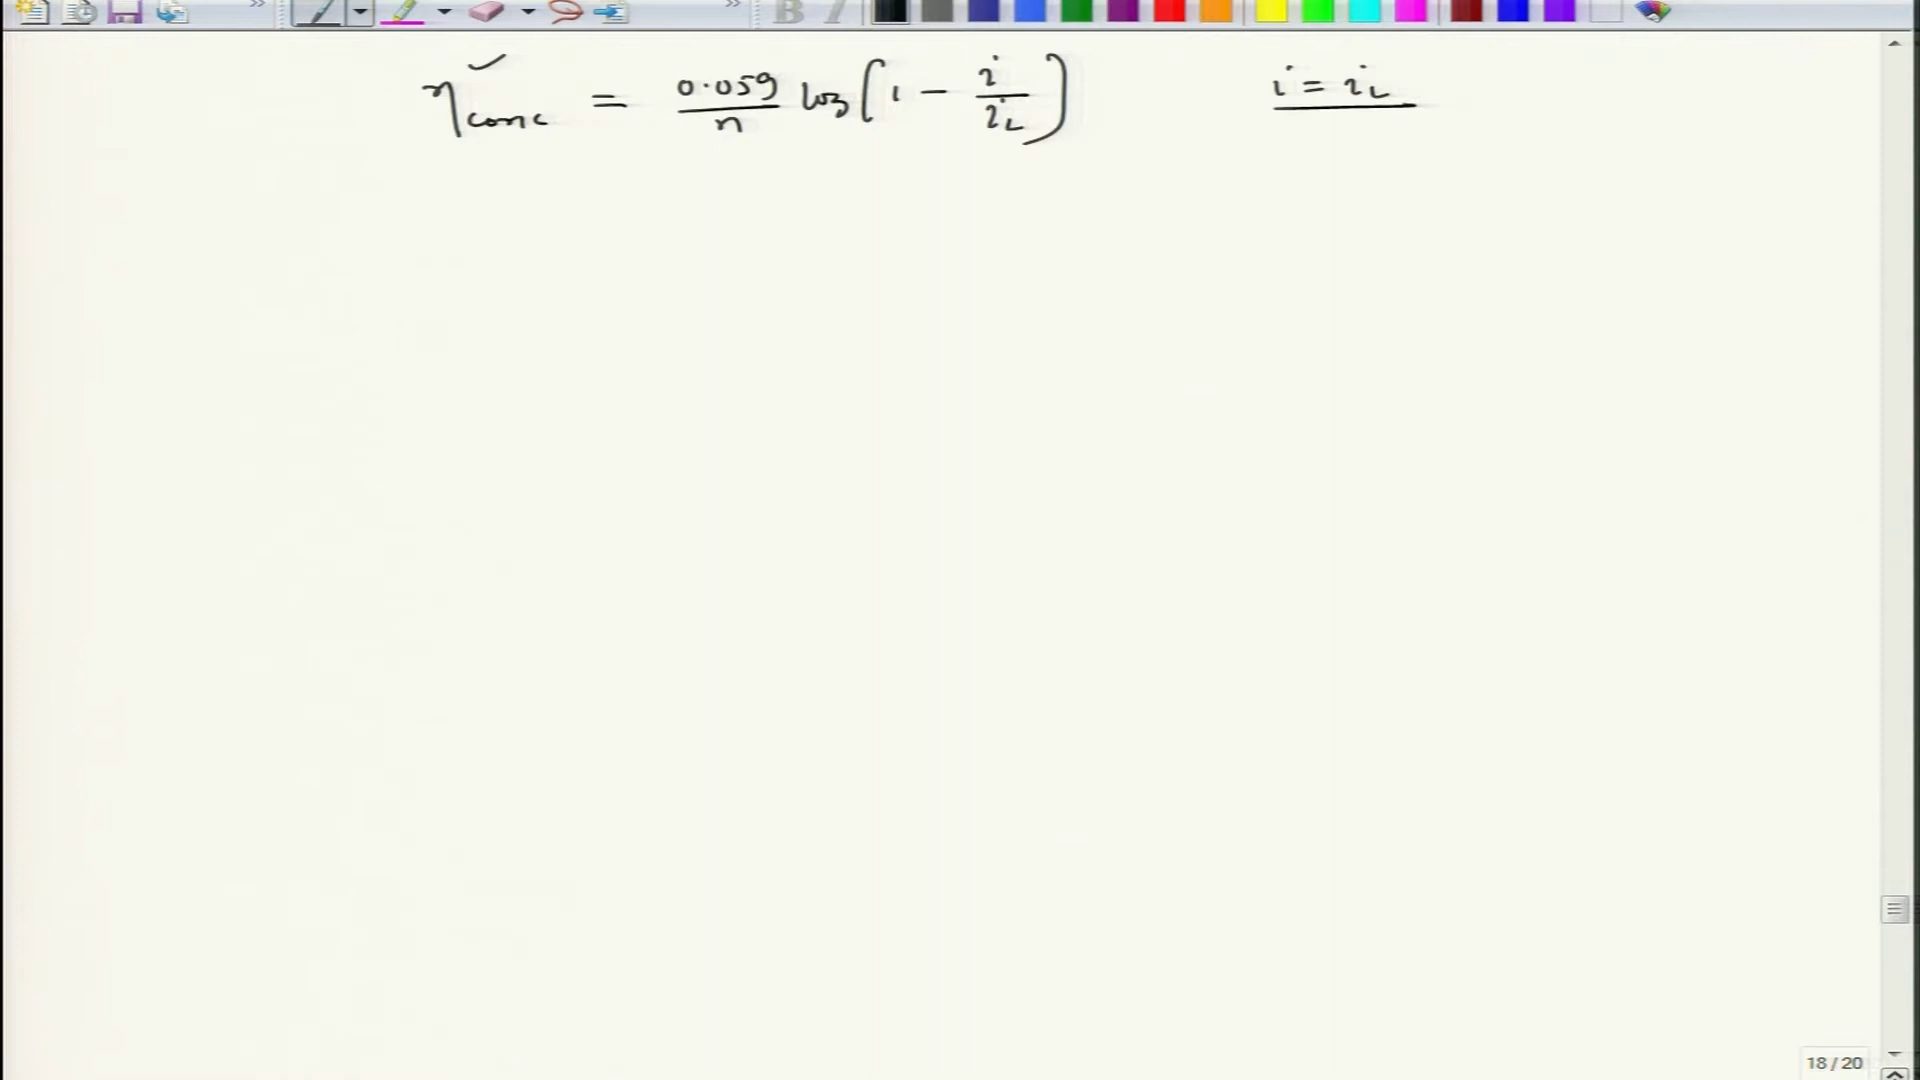 η_conc = 0.059/n log(1 - i/i_L) i = i_L
18 / 20